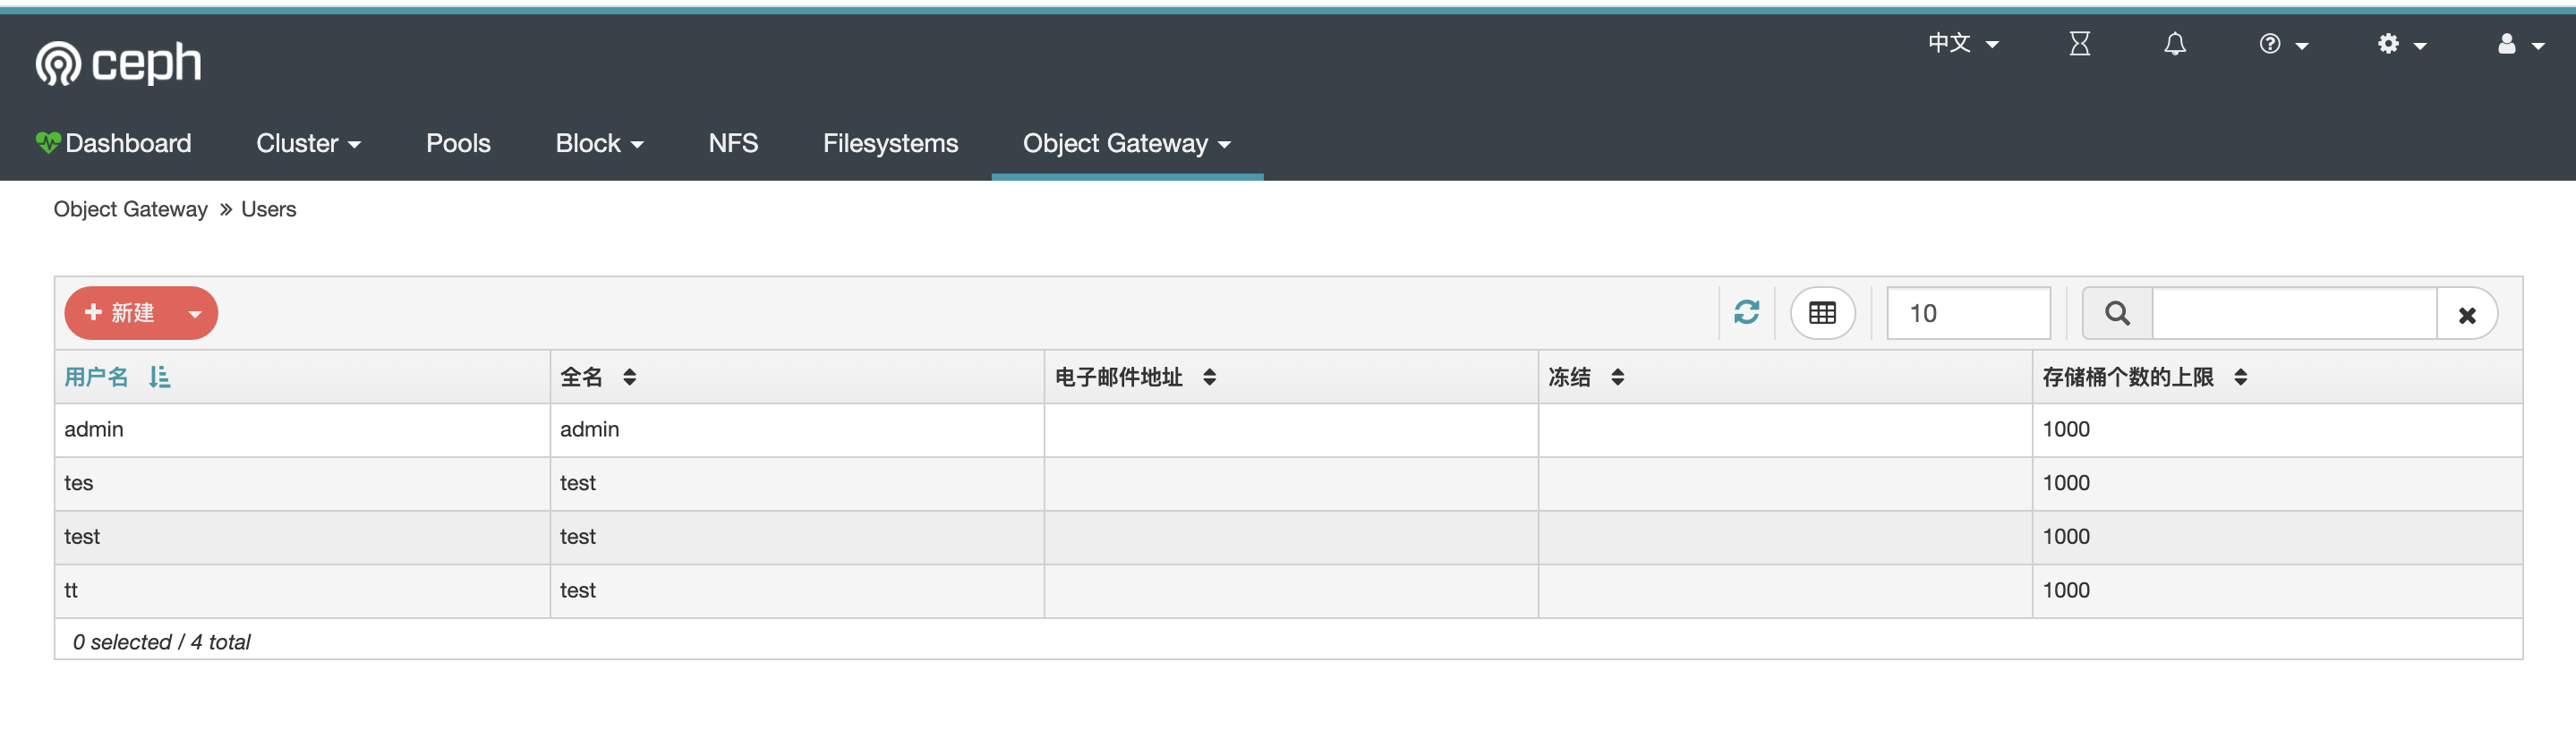 ceph
中文
Dashboard Cluster Pools Block NFS Filesystems Object Gateway
Object Gateway » Users
新建 10
用户名 全名 电子邮件地址 冻结 存储桶个数的上限
admin admin 1000
tes test 1000
test test 1000
tt test 1000
0 selected / 4 total